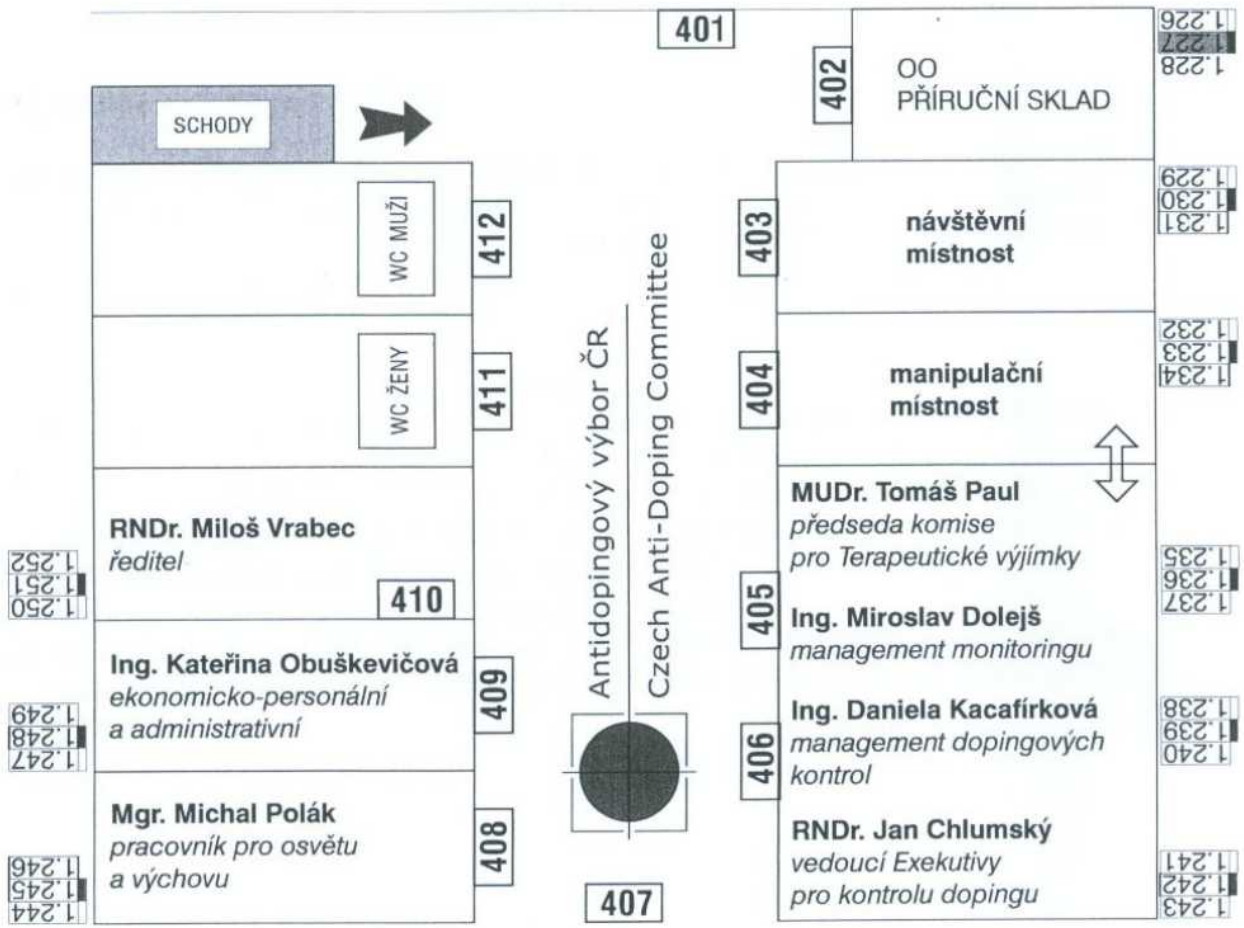 401
402
OO
PŘÍRUČNÍ SKLAD
1.226
1.227
1.228
SCHODY
WC MUŽI
412
403
návštěvní
místnost
1.229
1.230
1.231
WC ŽENY
411
404
manipulační
místnost
1.232
1.233
1.234
Antidopingový výbor ČR
Czech Anti-Doping Committee
RNDr. Miloš Vrabec
ředitel
410
1.252
1.251
1.250
Ing. Kateřina Obuškevičová
ekonomicko-personální
a administrativní
409
1.249
1.248
1.247
Mgr. Michal Polák
pracovník pro osvětu
a výchovu
408
1.246
1.245
1.244
407
MUDr. Tomáš Paul
předseda komise
pro Terapeutické výjímky
405
Ing. Miroslav Dolejš
management monitoringu
1.235
1.236
1.237
406
Ing. Daniela Kacafírková
management dopingových
kontrol
1.238
1.239
1.240
RNDr. Jan Chlumský
vedoucí Exekutivy
pro kontrolu dopingu
1.241
1.242
1.243